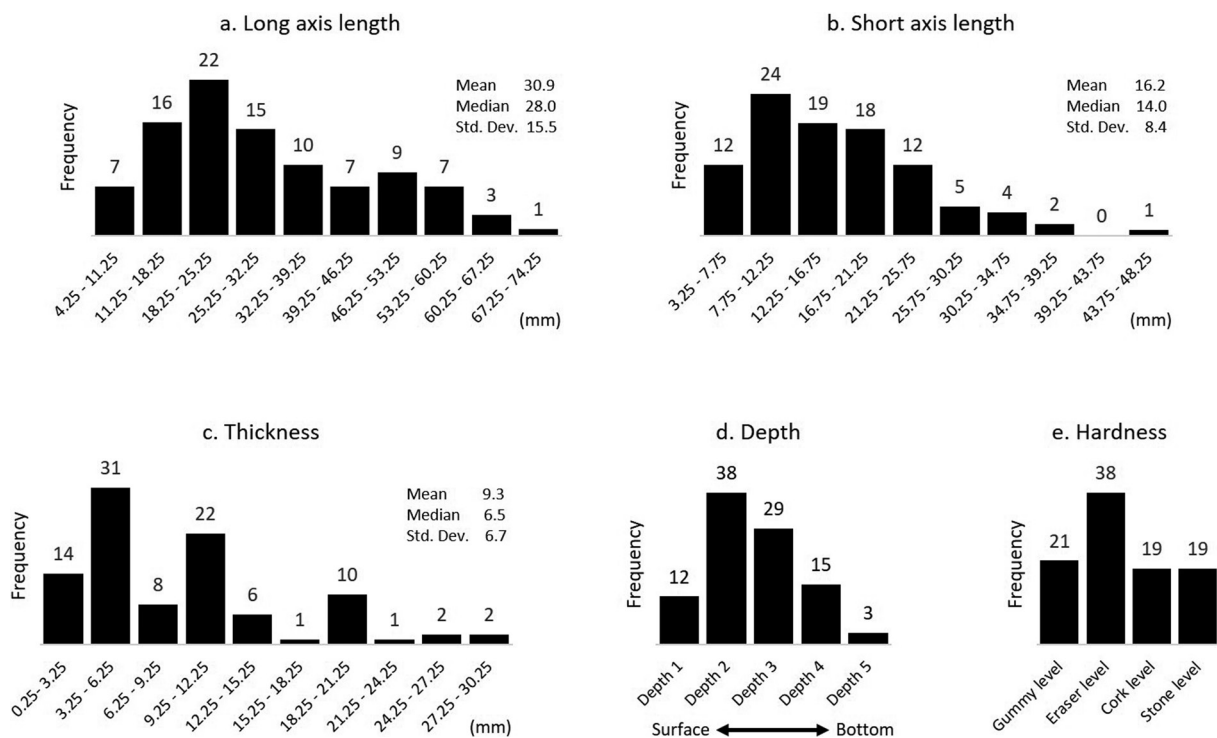 a. Long axis length
22
16
15
10
9
7
7
7
3
1
Mean 30.9
Median 28.0
Std. Dev. 15.5
Frequency
4.25 - 11.25
11.25 - 18.25
18.25 - 25.25
25.25 - 32.25
32.25 - 39.25
39.25 - 46.25
46.25 - 53.25
53.25 - 60.25
60.25 - 67.25
67.25 - 74.25
(mm)
b. Short axis length
12
24
19
18
12
5
4
2
0
1
Mean 16.2
Median 14.0
Std. Dev. 8.4
Frequency
3.25 - 7.75
7.75 - 12.25
12.25 - 16.75
16.75 - 21.25
21.25 - 25.75
25.75 - 30.25
30.25 - 34.75
34.75 - 39.25
39.25 - 43.75
43.75 - 48.25
(mm)
c. Thickness
14
31
8
22
6
1
10
1
2
2
Mean 9.3
Median 6.5
Std. Dev. 6.7
Frequency
0.25- 3.25
3.25 - 6.25
6.25 - 9.25
9.25 - 12.25
12.25 - 15.25
15.25 - 18.25
18.25 - 21.25
21.25 - 24.25
24.25 - 27.25
27.25 - 30.25
(mm)
d. Depth
12
38
29
15
3
Frequency
Depth 1
Depth 2
Depth 3
Depth 4
Depth 5
Surface
Bottom
e. Hardness
21
38
19
19
Frequency
Gummy level
Eraser level
Cork level
Stone level